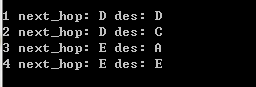 1 next_hop: D des: D
2 next_hop: D des: C
3 next_hop: E des: A
4 next_hop: E des: E